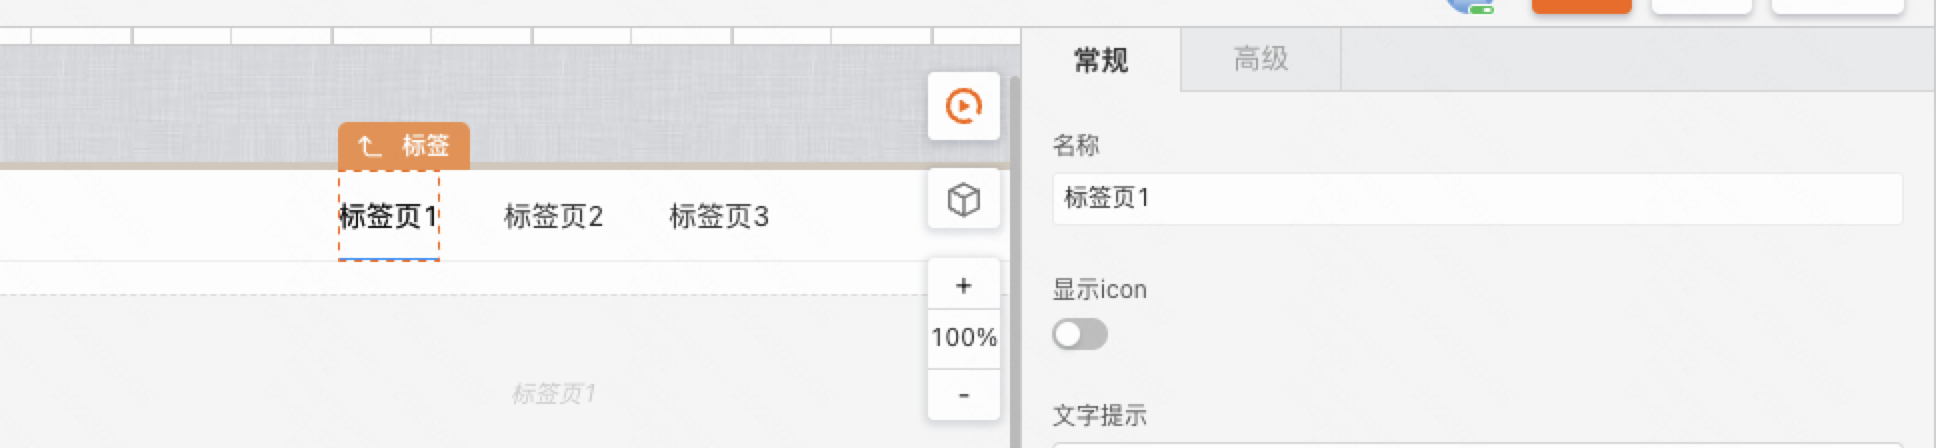 常规
高级
标签
标签页1
标签页2
标签页3
+
100%
-
标签页1
名称
标签页1
显示icon
文字提示